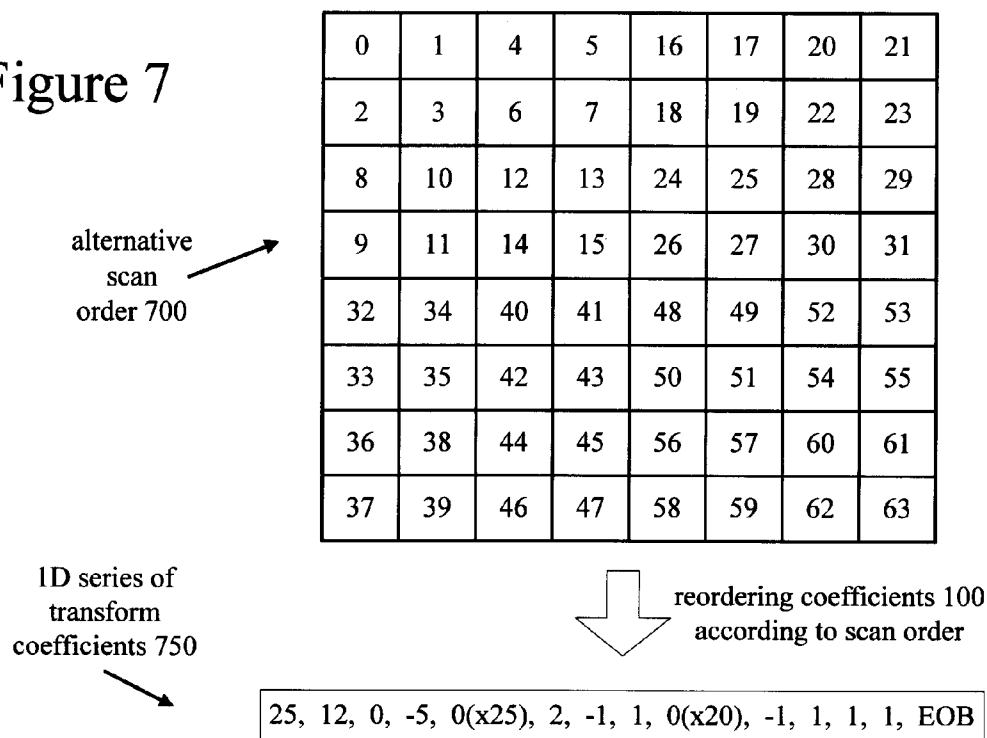 Figure 7
0 1 4 5 16 17 20 21
2 3 6 7 18 19 22 23
8 10 12 13 24 25 28 29
9 11 14 15 26 27 30 31
32 34 40 41 48 49 52 53
33 35 42 43 50 51 54 55
36 38 44 45 56 57 60 61
37 39 46 47 58 59 62 63
alternative
scan
order 700
1D series of
transform
coefficients 750
reordering coefficients 100
according to scan order
25, 12, 0, -5, 0(x25), 2, -1, 1, 0(x20), -1, 1, 1, 1, EOB